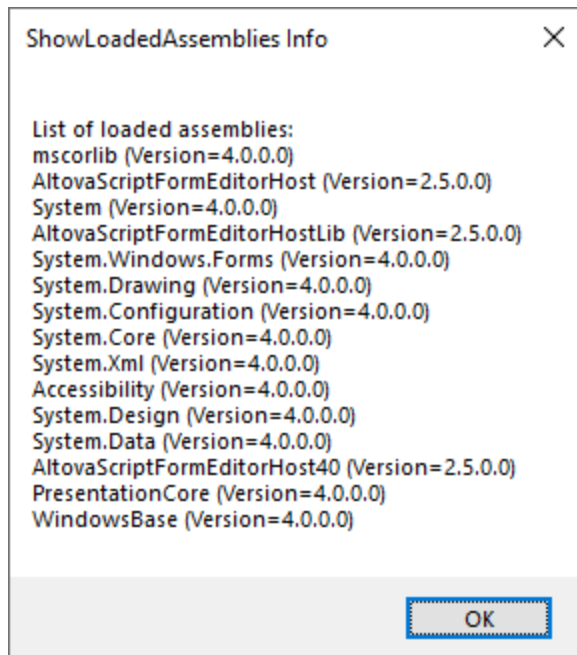 ShowLoadedAssemblies Info
List of loaded assemblies:
mscorlib (Version=4.0.0.0)
AltovaScriptFormEditorHost (Version=2.5.0.0)
System (Version=4.0.0.0)
AltovaScriptFormEditorHostLib (Version=2.5.0.0)
System.Windows.Forms (Version=4.0.0.0)
System.Drawing (Version=4.0.0.0)
System.Configuration (Version=4.0.0.0)
System.Core (Version=4.0.0.0)
System.Xml (Version=4.0.0.0)
Accessibility (Version=4.0.0.0)
System.Design (Version=4.0.0.0)
System.Data (Version=4.0.0.0)
AltovaScriptFormEditorHost40 (Version=2.5.0.0)
PresentationCore (Version=4.0.0.0)
WindowsBase (Version=4.0.0.0)
OK